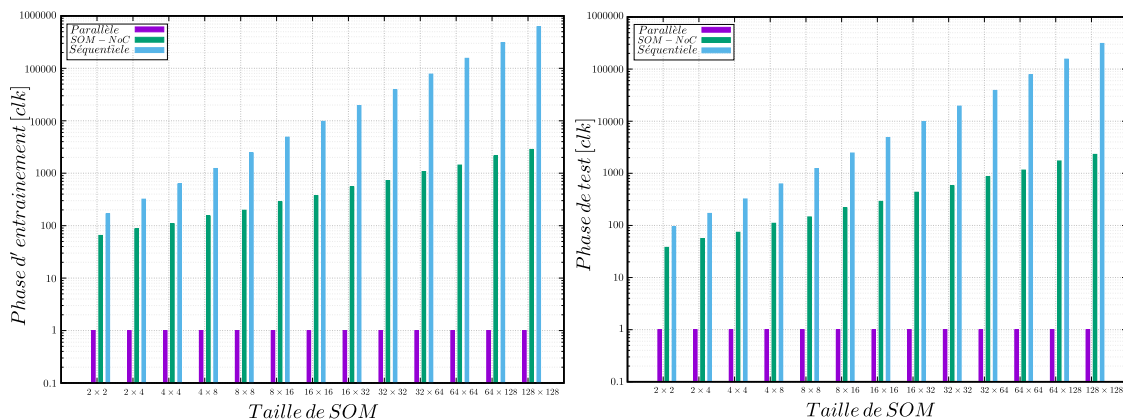 Phase d' entrainement [clk]
1000000
100000
10000
1000
100
10
1
0.1
Parallèle
SOM − NoC
Séquentiele
2 × 2 2 × 4 4 × 4 4 × 8 8 × 8 8 × 16 16 × 16 16 × 32 32 × 32 32 × 64 64 × 64 64 × 128 128 × 128
Taille de SOM
Phase de test [clk]
1000000
100000
10000
1000
100
10
1
0.1
Parallèle
SOM − NoC
Séquentiele
2 × 2 2 × 4 4 × 4 4 × 8 8 × 8 8 × 16 16 × 16 16 × 32 32 × 32 32 × 64 64 × 64 64 × 128 128 × 128
Taille de SOM